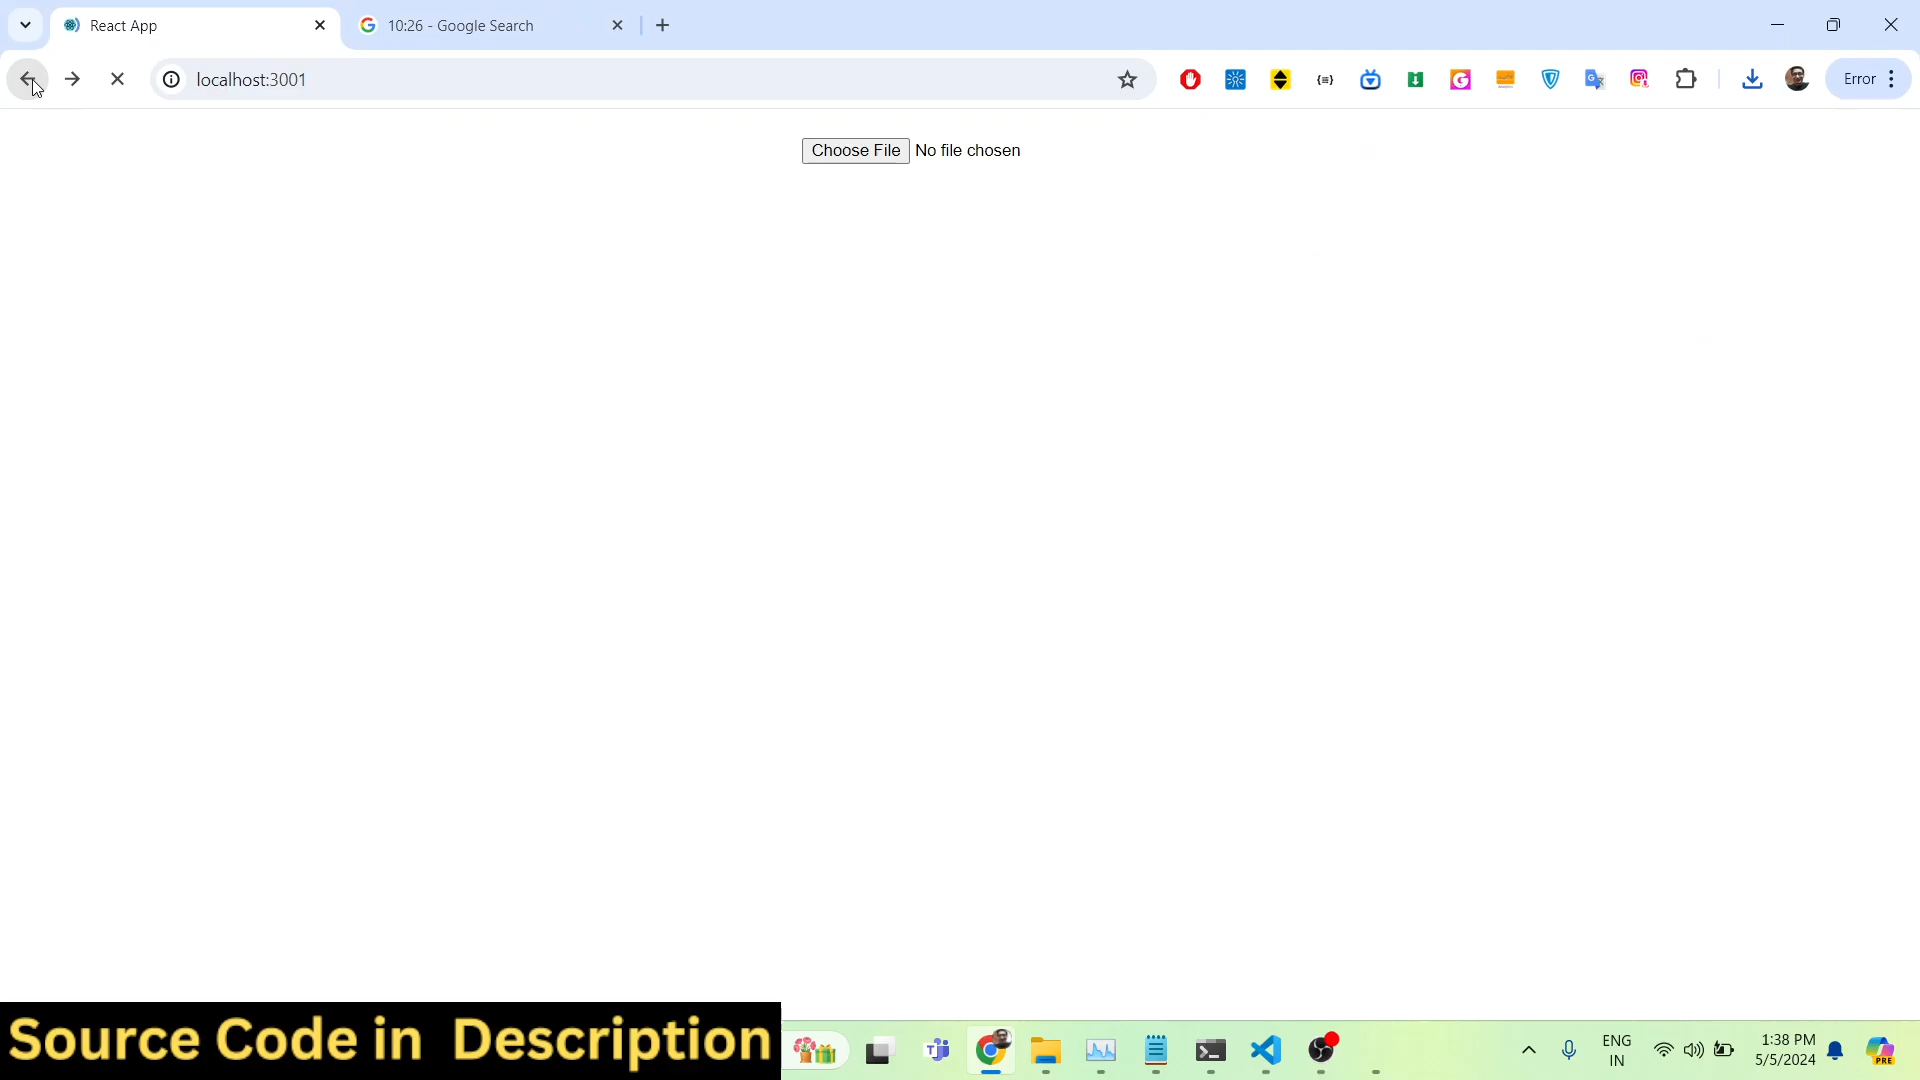 React App
10:26 - Google Search
localhost:3001
Error
Choose File No file chosen
Source Code in Description
ENG
IN
1:38 PM
5/5/2024
PRE